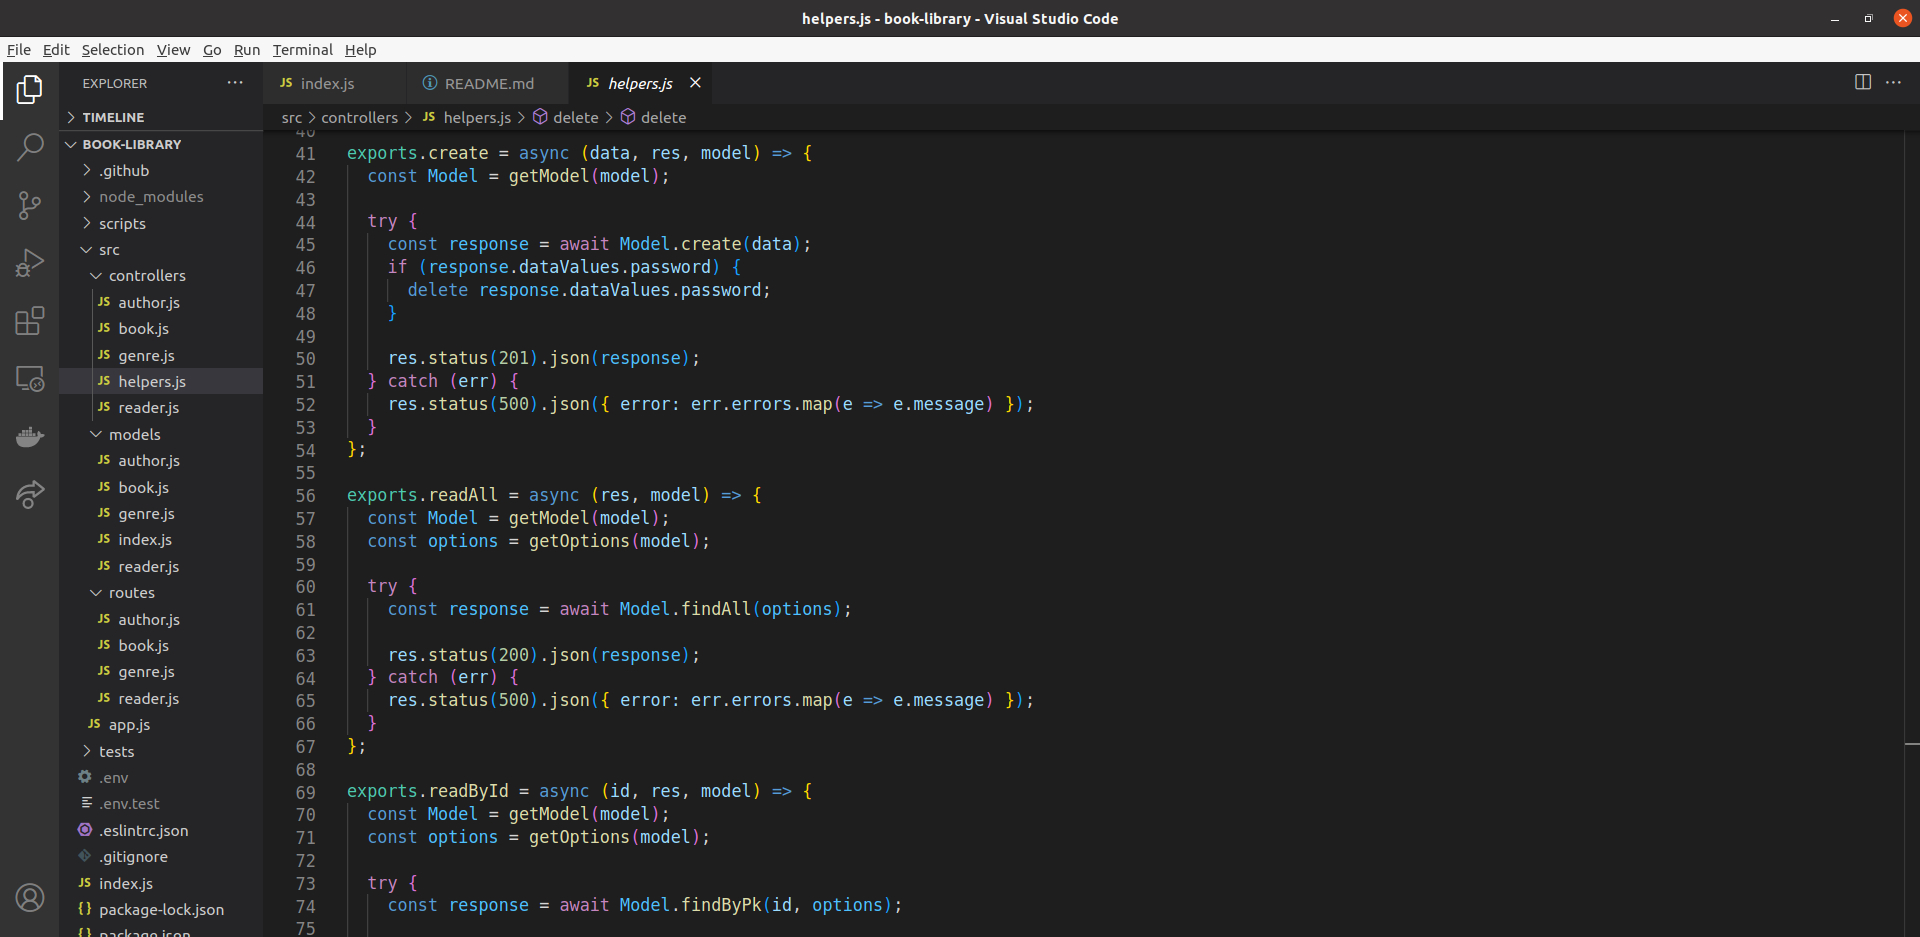 helpers.js - book-library - Visual Studio Code
File Edit Selection View Go Run Terminal Help
EXPLORER
TIMELINE
BOOK-LIBRARY
.github
node_modules
scripts
src
controllers
JS author.js
JS book.js
JS genre.js
JS helpers.js
JS reader.js
models
JS author.js
JS book.js
JS genre.js
JS index.js
JS reader.js
routes
JS author.js
JS book.js
JS genre.js
JS reader.js
JS app.js
tests
.env
.env.test
.eslintrc.json
.gitignore
JS index.js
{} package-lock.json
{} package.json
JS index.js README.md JS helpers.js
src > controllers > JS helpers.js > delete > delete
40
41 exports.create = async (data, res, model) => {
42   const Model = getModel(model);
43
44   try {
45     const response = await Model.create(data);
46     if (response.dataValues.password) {
47       delete response.dataValues.password;
48     }
49
50     res.status(201).json(response);
51   } catch (err) {
52     res.status(500).json({ error: err.errors.map(e => e.message) });
53   }
54 };
55
56 exports.readAll = async (res, model) => {
57   const Model = getModel(model);
58   const options = getOptions(model);
59
60   try {
61     const response = await Model.findAll(options);
62
63     res.status(200).json(response);
64   } catch (err) {
65     res.status(500).json({ error: err.errors.map(e => e.message) });
66   }
67 };
68
69 exports.readById = async (id, res, model) => {
70   const Model = getModel(model);
71   const options = getOptions(model);
72
73   try {
74     const response = await Model.findByPk(id, options);
75